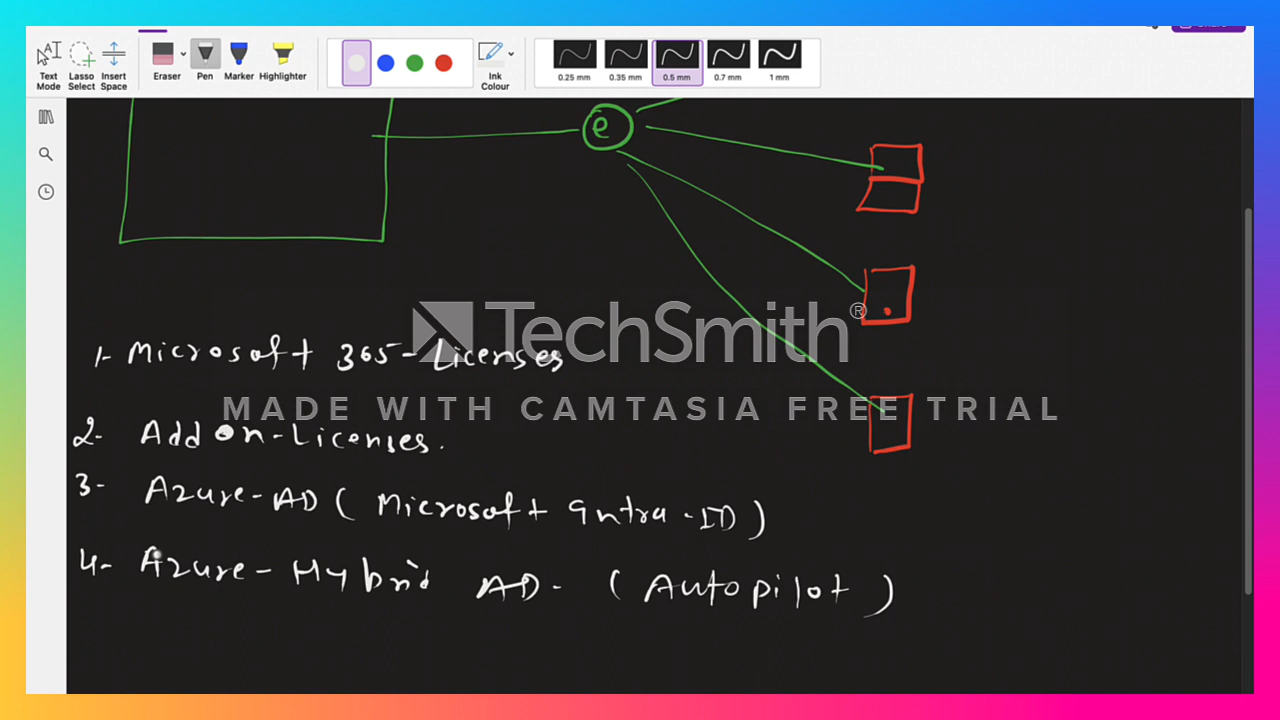 Text Mode
Lasso Select
Insert Space
Eraser
Pen
Marker
Highlighter
Ink Colour
0.25 mm
0.35 mm
0.5 mm
0.7 mm
1 mm
e
1- Microsoft 365-Licenses
TechSmith®
MADE WITH CAMTASIA FREE TRIAL
2- Add On-Licenses.
3- Azure-AD ( Microsoft Entra-ID )
4- Azure-Hybrid AD- ( Autopilot )